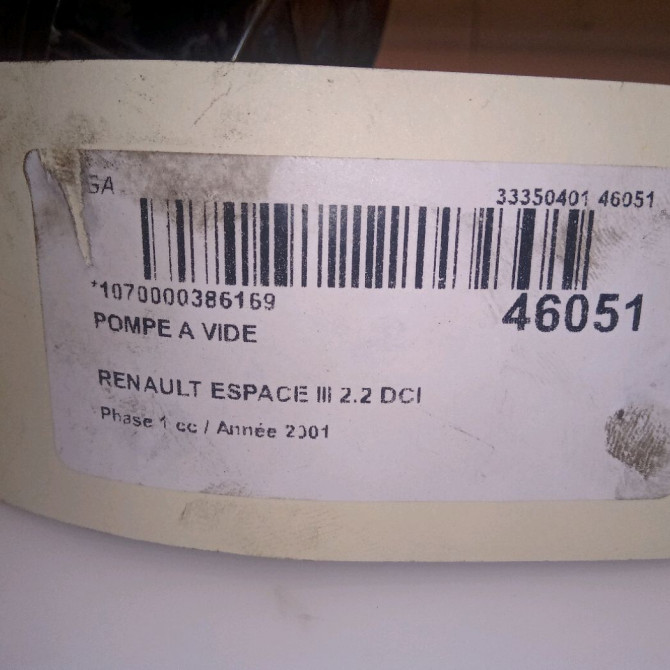 GA
33350401 46051
*1070000386169
46051
POMPE A VIDE
RENAULT ESPACE III 2.2 DCI
Phase 1 cc / Année 2001